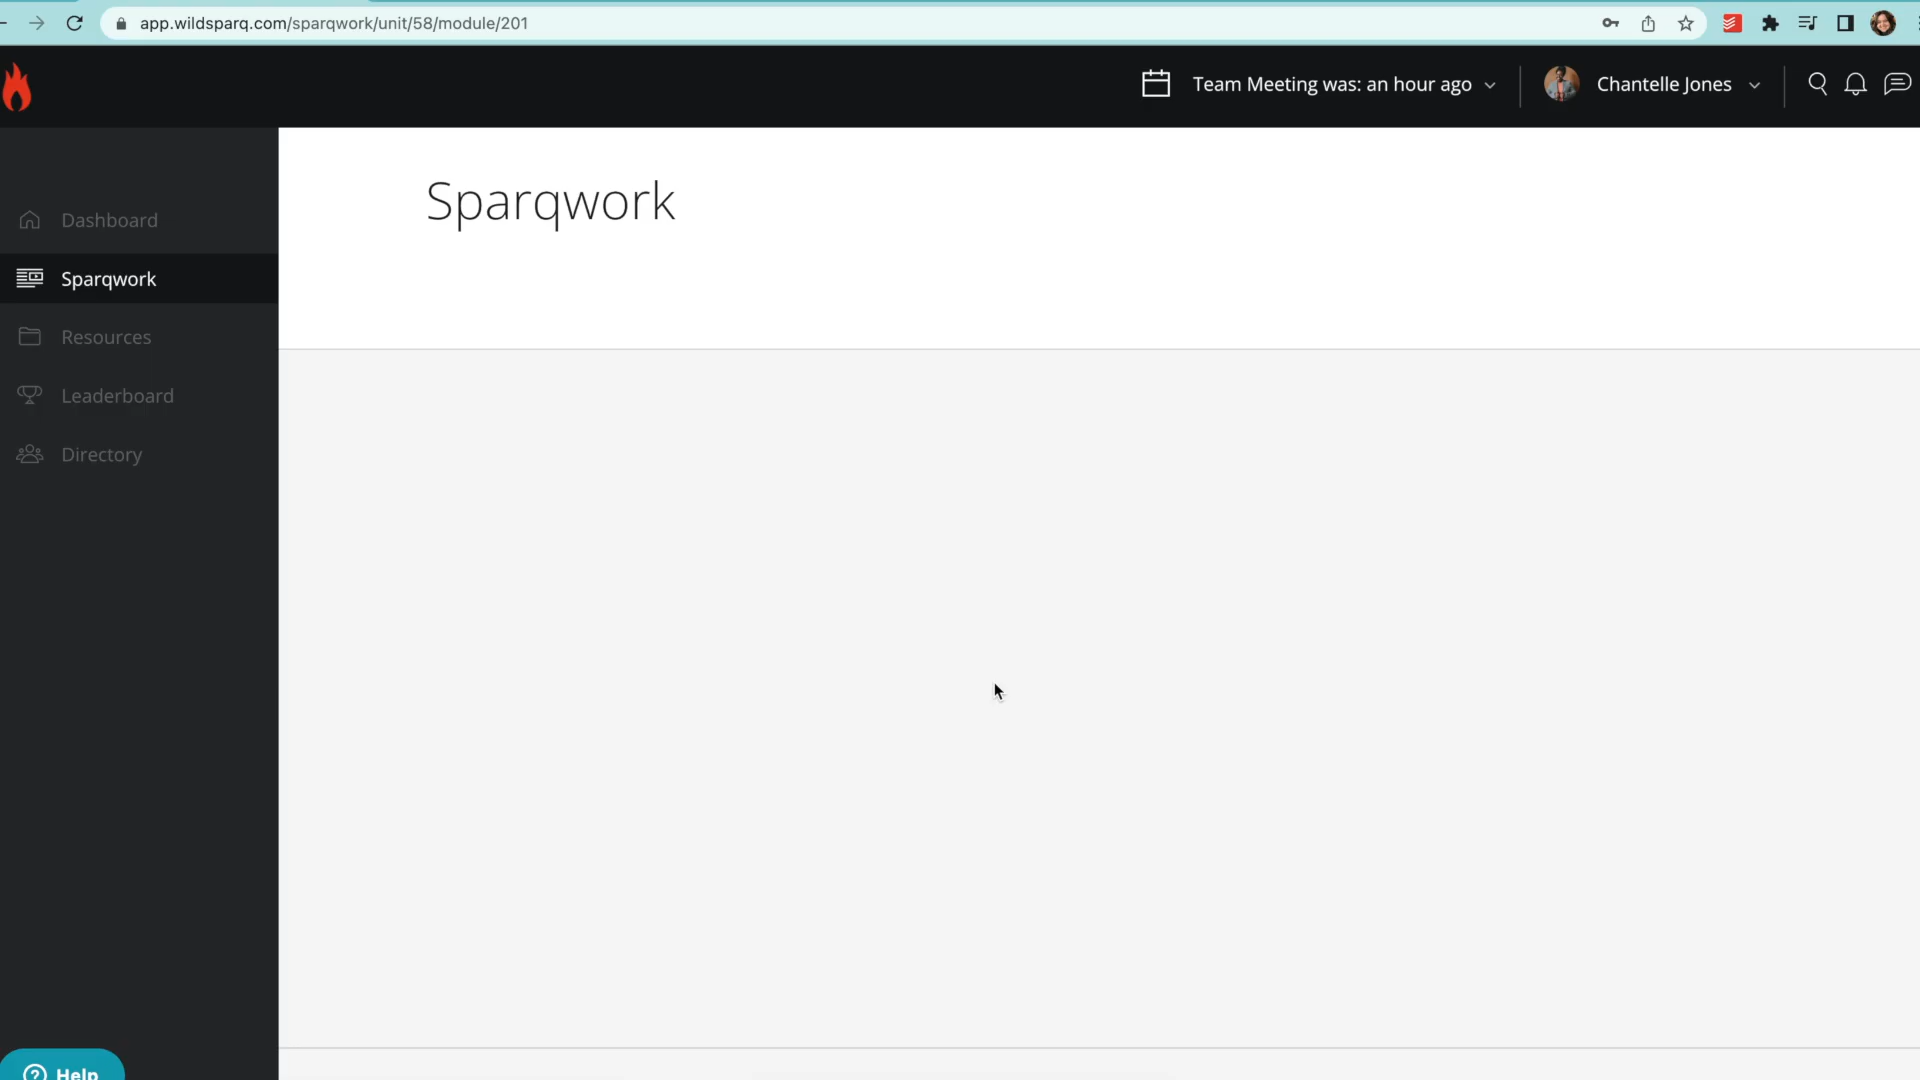 app.wildsparq.com/sparqwork/unit/58/module/201
Team Meeting was: an hour ago
Chantelle Jones
Sparqwork
Dashboard
Sparqwork
Resources
Leaderboard
Directory
Help